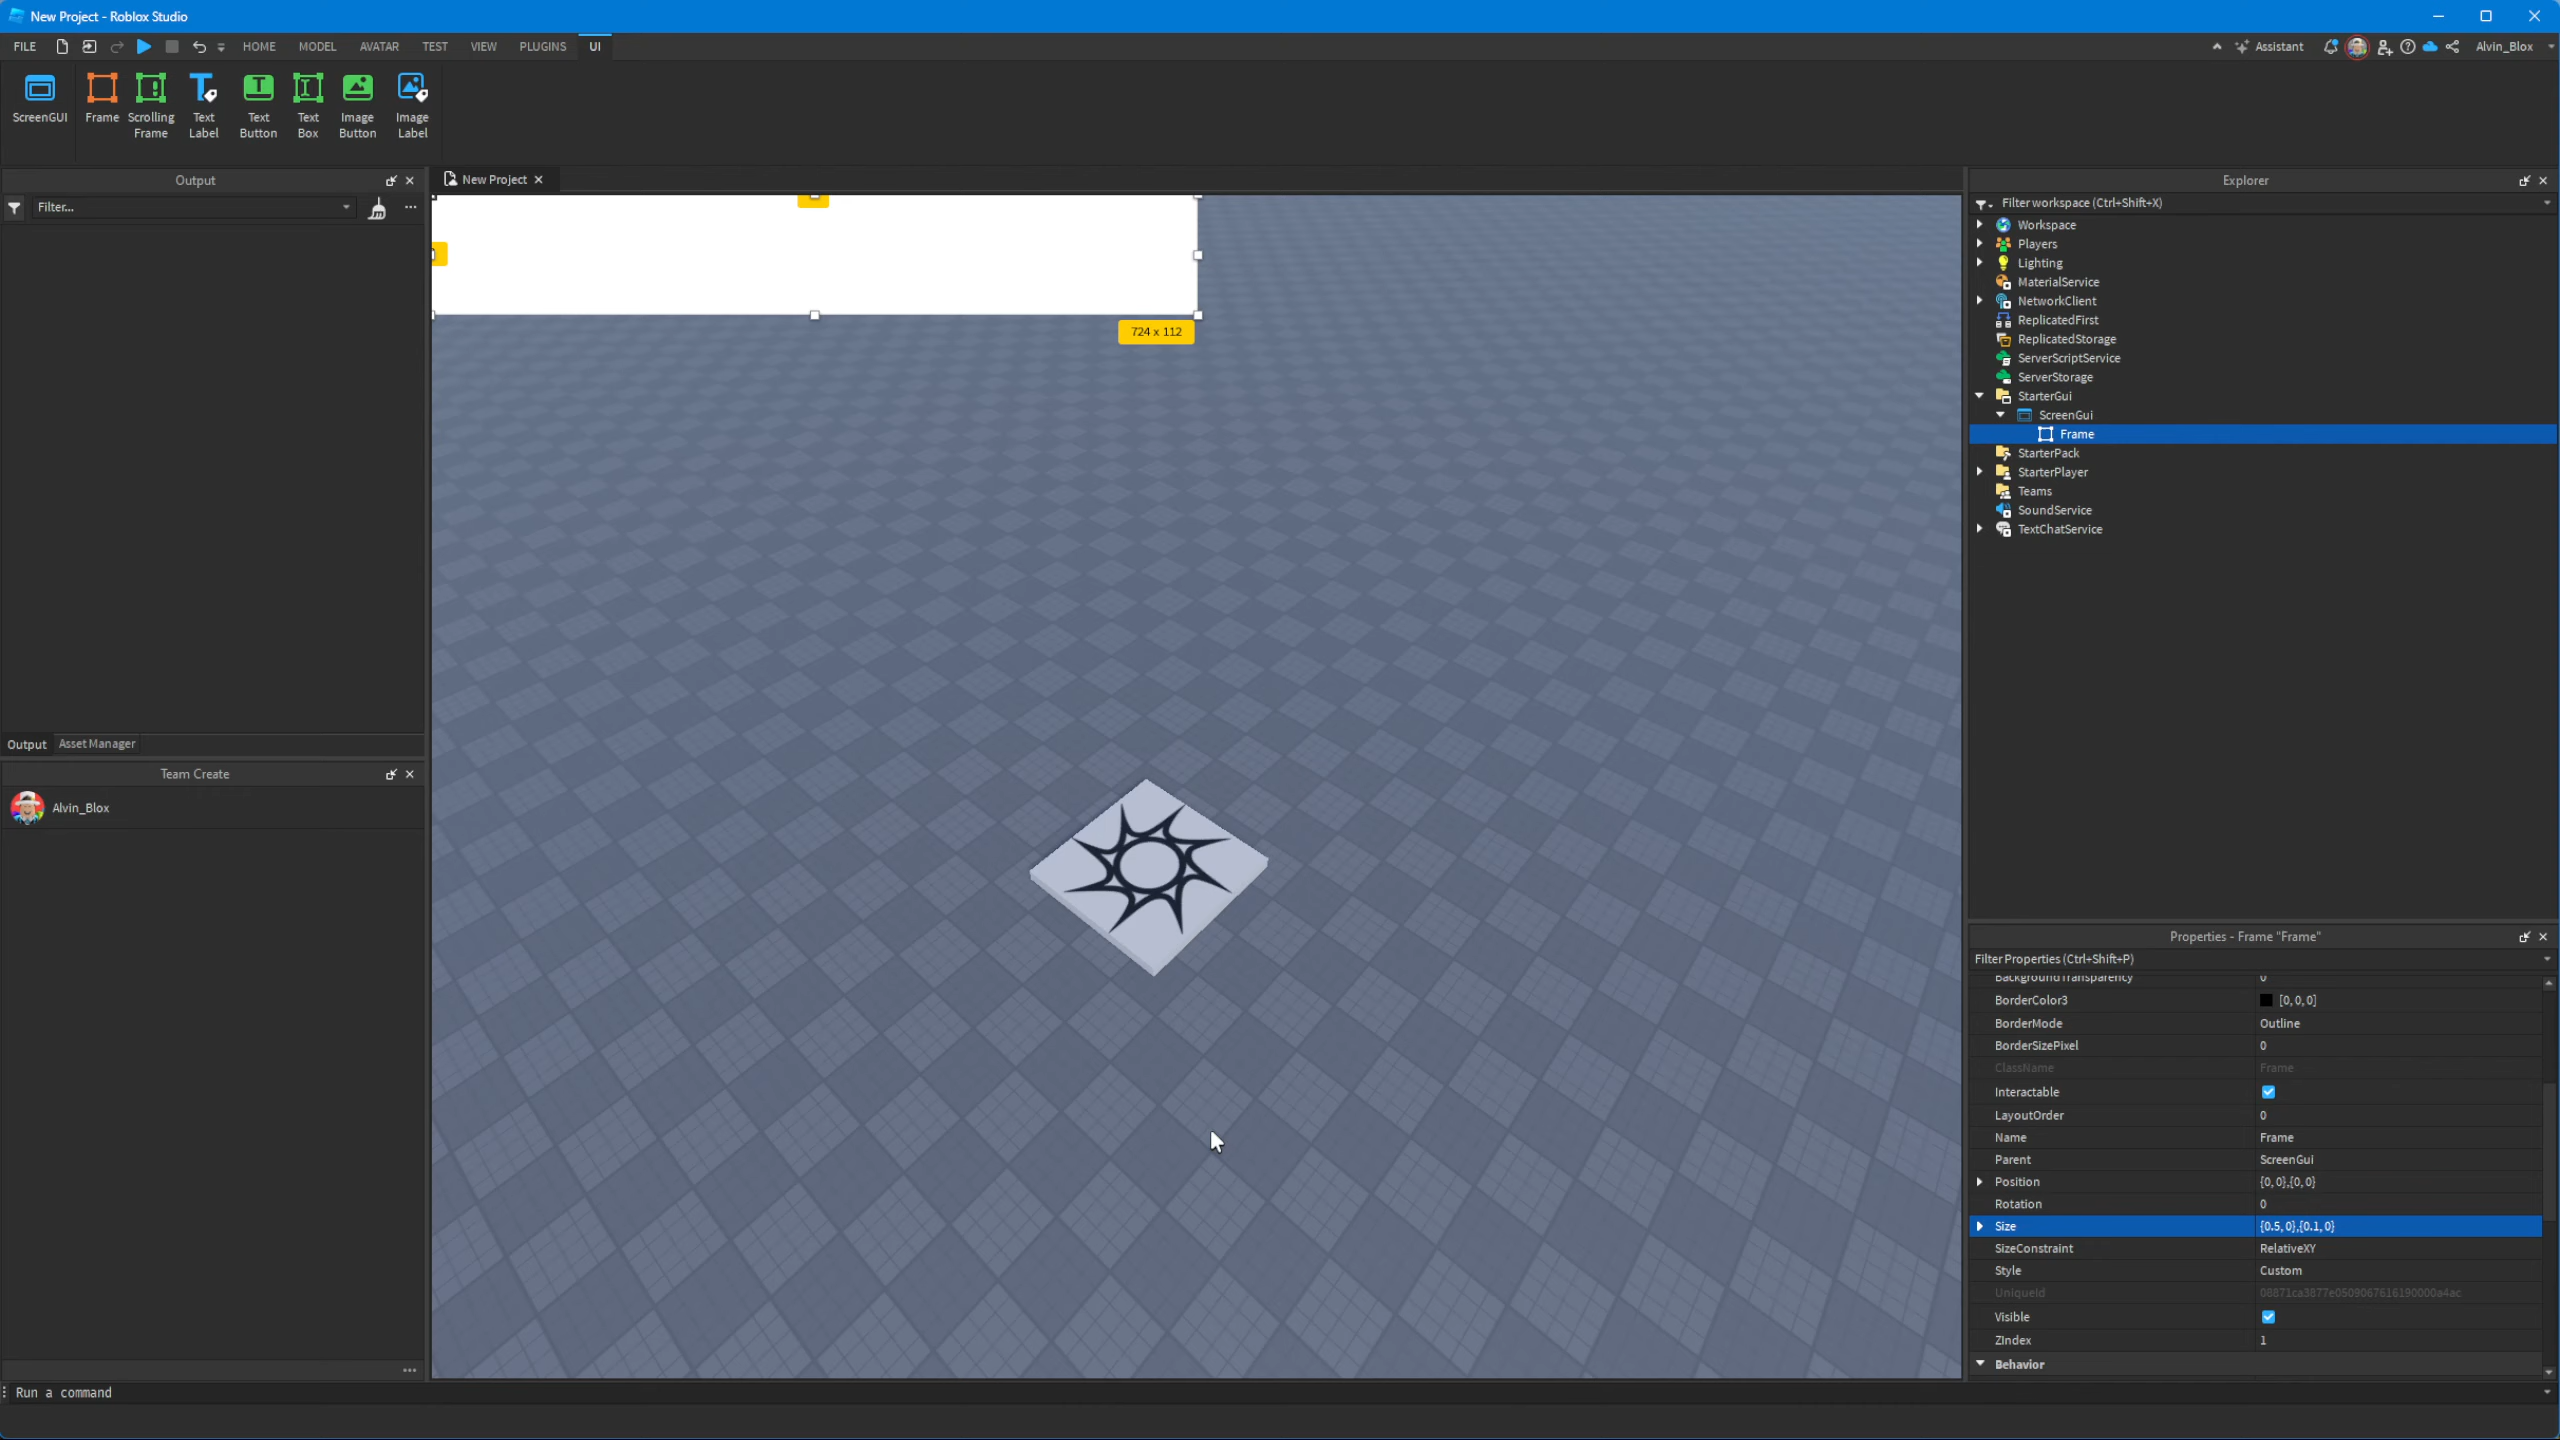 New Project - Roblox Studio
FILE HOME MODEL AVATAR TEST VIEW PLUGINS UI Assistant Alvin_Blox
ScreenGUI
Frame
Scrolling
Frame
Text
Label
Text
Button
Text
Box
Image
Button
Image
Label
Output
Filter...
Output Asset Manager
Team Create
Alvin_Blox
New Project
724 x 112
Explorer
Filter workspace (Ctrl+Shift+X)
Workspace
Players
Lighting
MaterialService
NetworkClient
ReplicatedFirst
ReplicatedStorage
ServerScriptService
ServerStorage
StarterGui
ScreenGui
Frame
StarterPack
StarterPlayer
Teams
SoundService
TextChatService
Properties - Frame "Frame"
Filter Properties (Ctrl+Shift+P)
BackgroundTransparency 0
BorderColor3 [0, 0, 0]
BorderMode Outline
BorderSizePixel 0
ClassName Frame
Interactable
LayoutOrder 0
Name Frame
Parent ScreenGui
Position {0, 0},{0, 0}
Rotation 0
Size {0.5, 0},{0.1, 0}
SizeConstraint RelativeXY
Style Custom
UniqueId
Visible
ZIndex 1
Behavior
Run a command